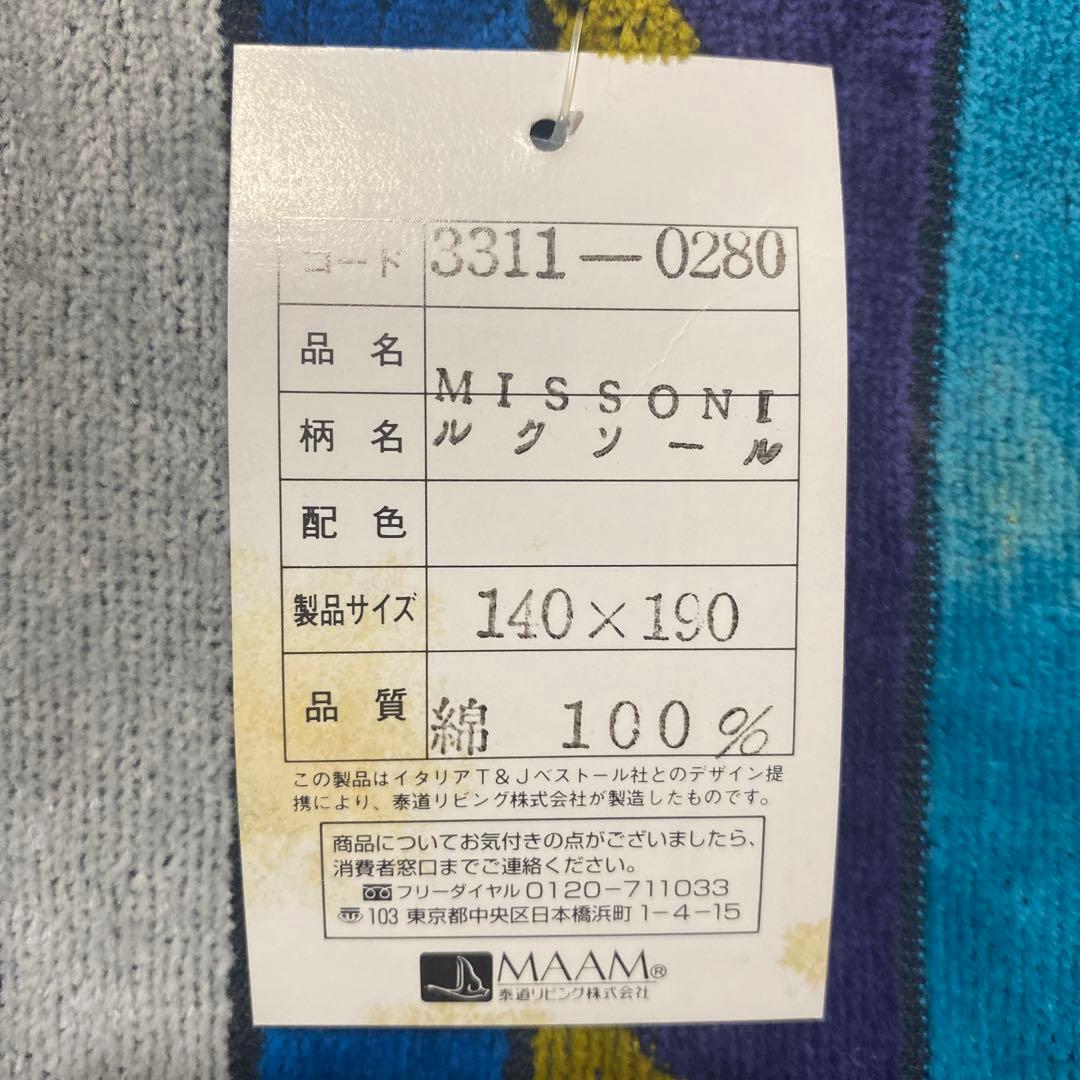 コード 3311-0280
品名 MISSONI
柄名 ルクソール
配色
製品サイズ 140×190
品質 綿 100%
この製品はイタリアT&Jベストール社とのデザイン提
携により、泰道リビング株式会社が製造したものです。
商品についてお気付きの点がございましたら、
消費者窓口までご連絡ください。
フリーダイヤル 0120-711033
〒103 東京都中央区日本橋浜町 1-4-15
MAAM®
泰道リビング株式会社